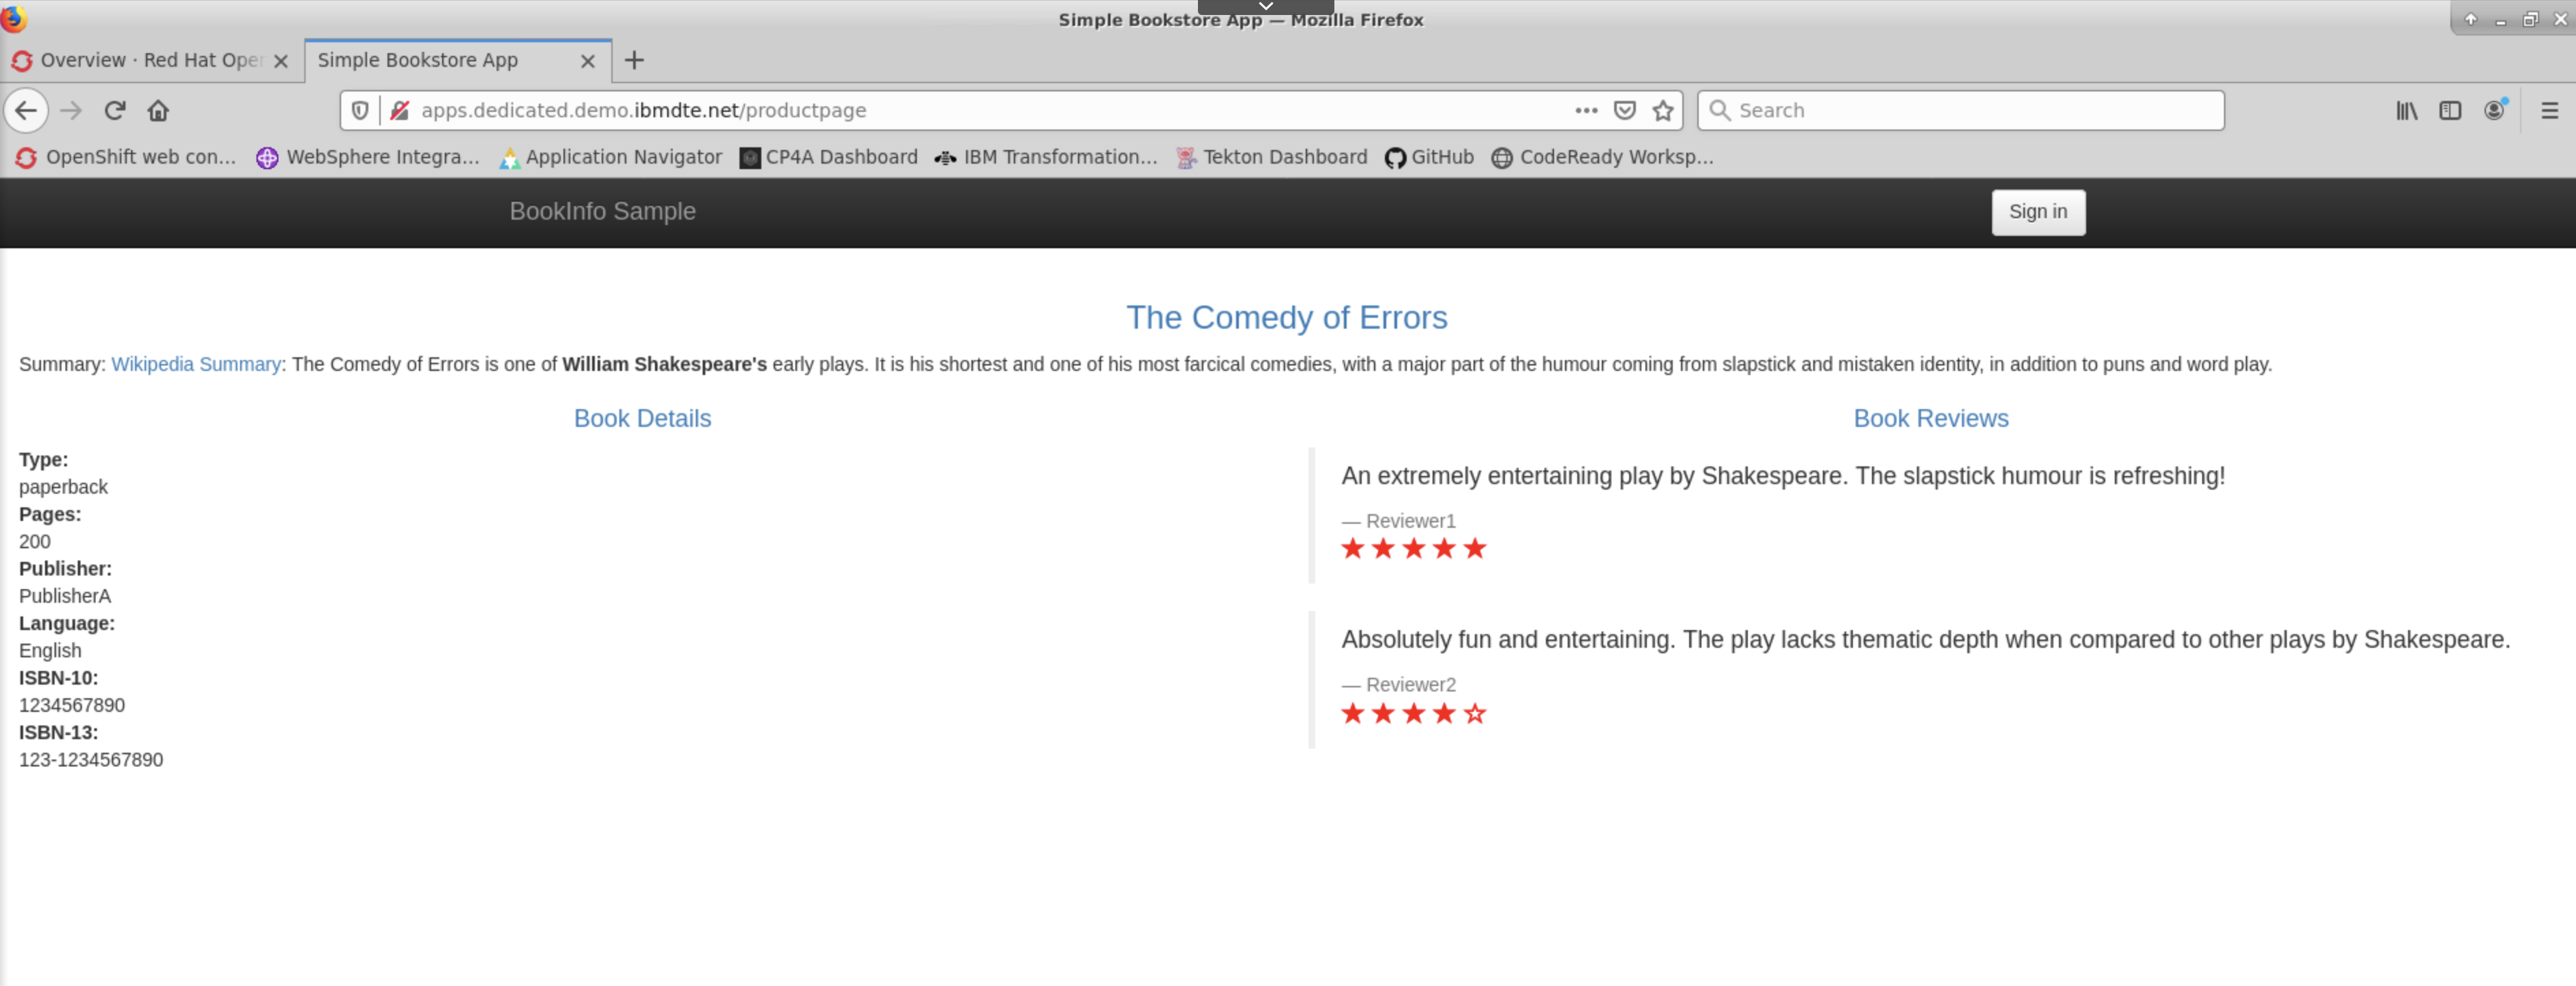 Simple Bookstore App — Mozilla Firefox
Overview · Red Hat Oper
Simple Bookstore App
apps.dedicated.demo.ibmdte.net/productpage
Search
OpenShift web con...
WebSphere Integra...
Application Navigator
CP4A Dashboard
IBM Transformation...
Tekton Dashboard
GitHub
CodeReady Worksp...
BookInfo Sample
Sign in
The Comedy of Errors
Summary: Wikipedia Summary: The Comedy of Errors is one of William Shakespeare's early plays. It is his shortest and one of his most farcical comedies, with a major part of the humour coming from slapstick and mistaken identity, in addition to puns and word play.
Book Details
Type:
paperback
Pages:
200
Publisher:
PublisherA
Language:
English
ISBN-10:
1234567890
ISBN-13:
123-1234567890
Book Reviews
An extremely entertaining play by Shakespeare. The slapstick humour is refreshing!
— Reviewer1
Absolutely fun and entertaining. The play lacks thematic depth when compared to other plays by Shakespeare.
— Reviewer2